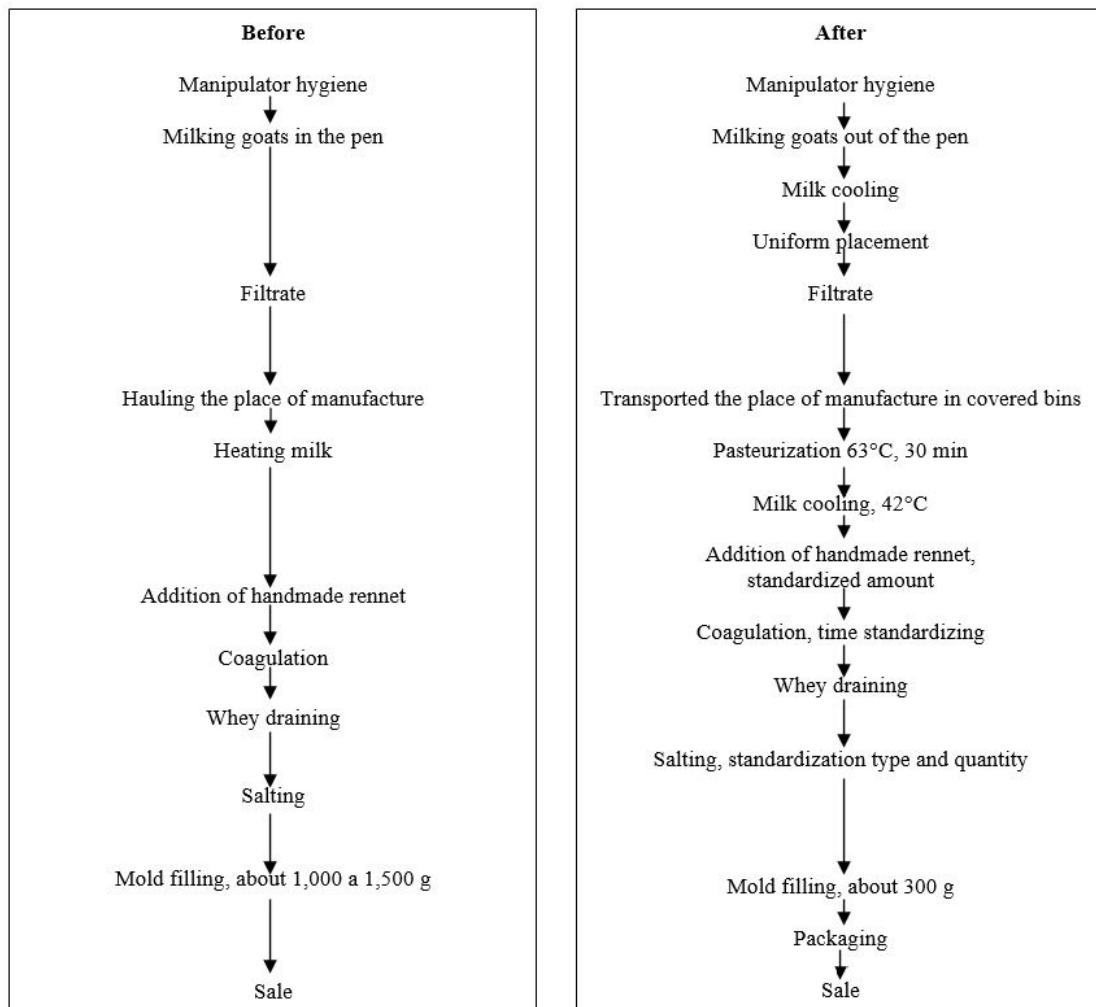 Before
Manipulator hygiene
Milking goats in the pen
Filtrate
Hauling the place of manufacture
Heating milk
Addition of handmade rennet
Coagulation
Whey draining
Salting
Mold filling, about 1,000 a 1,500 g
Sale
After
Manipulator hygiene
Milking goats out of the pen
Milk cooling
Uniform placement
Filtrate
Transported the place of manufacture in covered bins
Pasteurization 63°C, 30 min
Milk cooling, 42°C
Addition of handmade rennet,
standardized amount
Coagulation, time standardizing
Whey draining
Salting, standardization type and quantity
Mold filling, about 300 g
Packaging
Sale